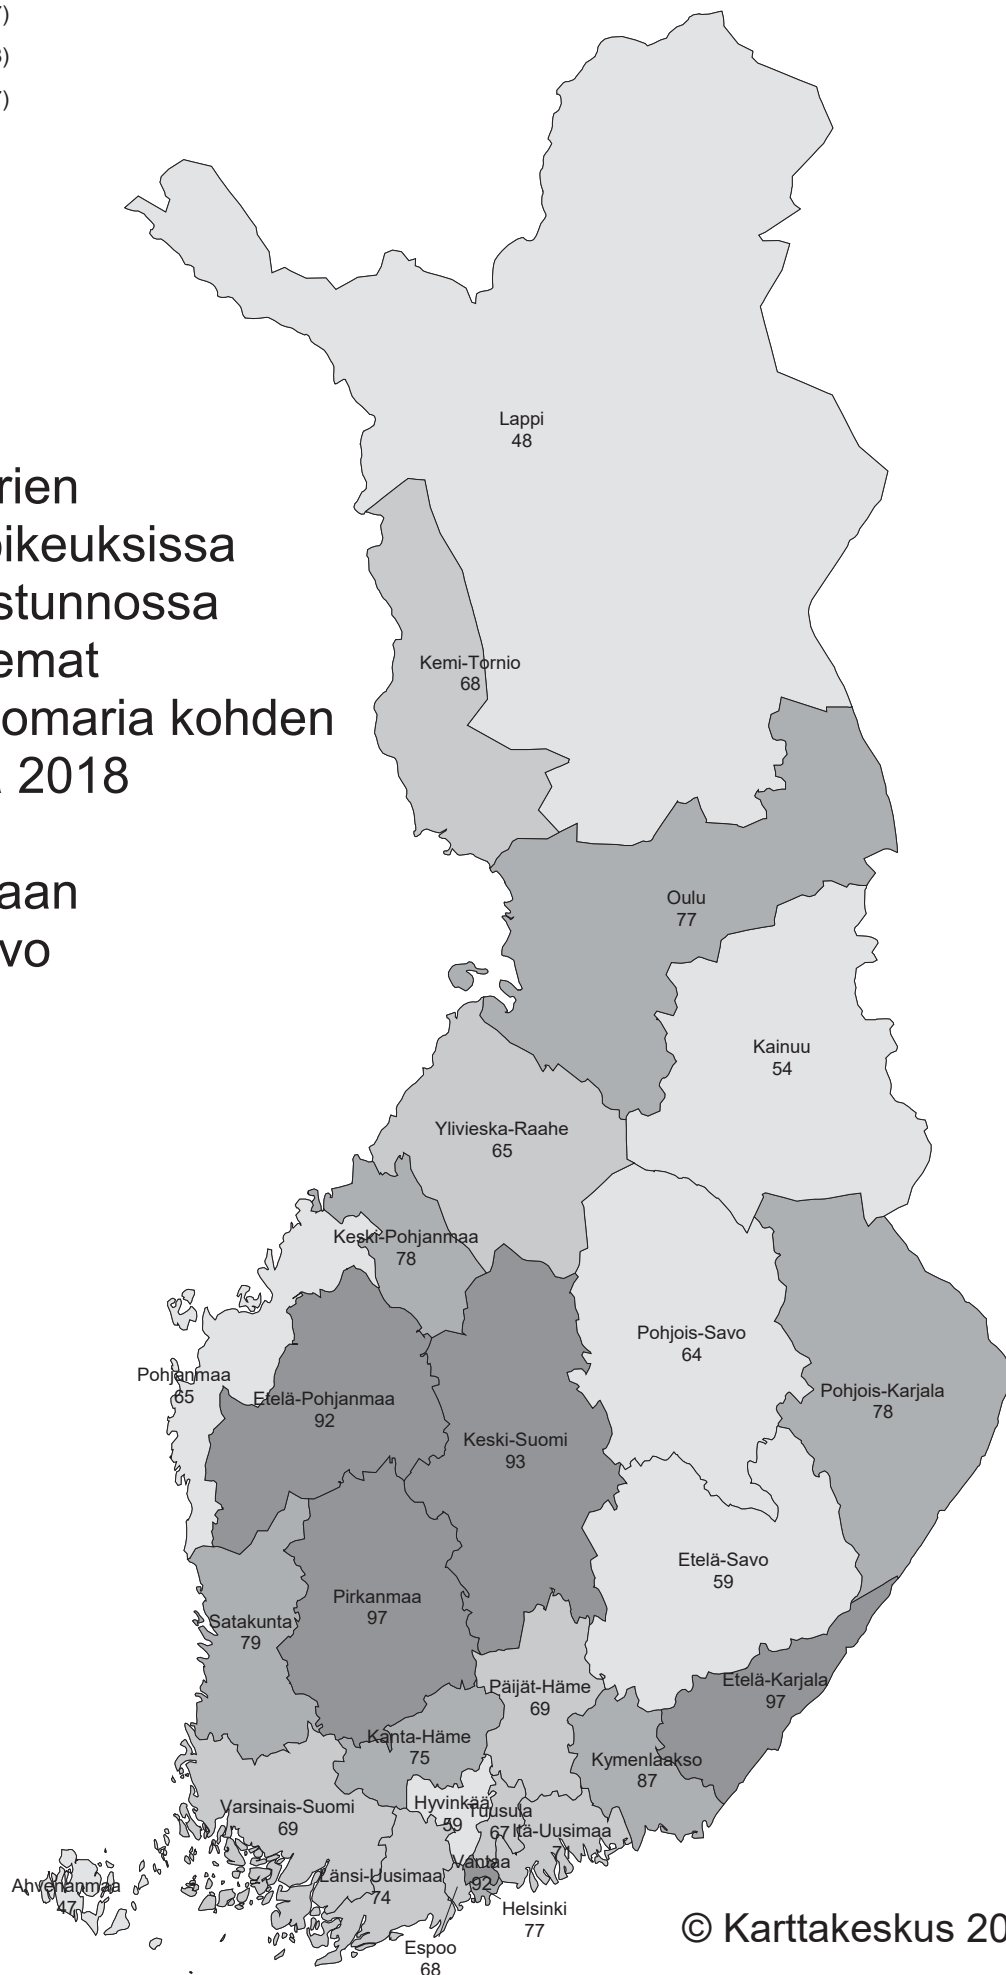 7)
8)
7)
Lappi
48
rien
oikeuksissa
stunnossa
emat
omaria kohden
2018
aan
vo
Kemi-Tornio
68
Oulu
77
Kainuu
54
Ylivieska-Raahe
65
Keski-Pohjanmaa
78
Pohjois-Savo
64
Pohjanmaa
65
Etelä-Pohjanmaa
92
Pohjois-Karjala
78
Keski-Suomi
93
Etelä-Savo
59
Pirkanmaa
97
Satakunta
79
Etelä-Karjala
97
Päijät-Häme
69
Kanta-Häme
75
Kymenlaakso
87
Varsinais-Suomi
69
Hyvinkää
59
Tuusula
67
Itä-Uusimaa
71
Vantaa
92
Länsi-Uusimaa
74
Ahvenanmaa
47
Helsinki
77
Espoo
68
© Karttakeskus 20